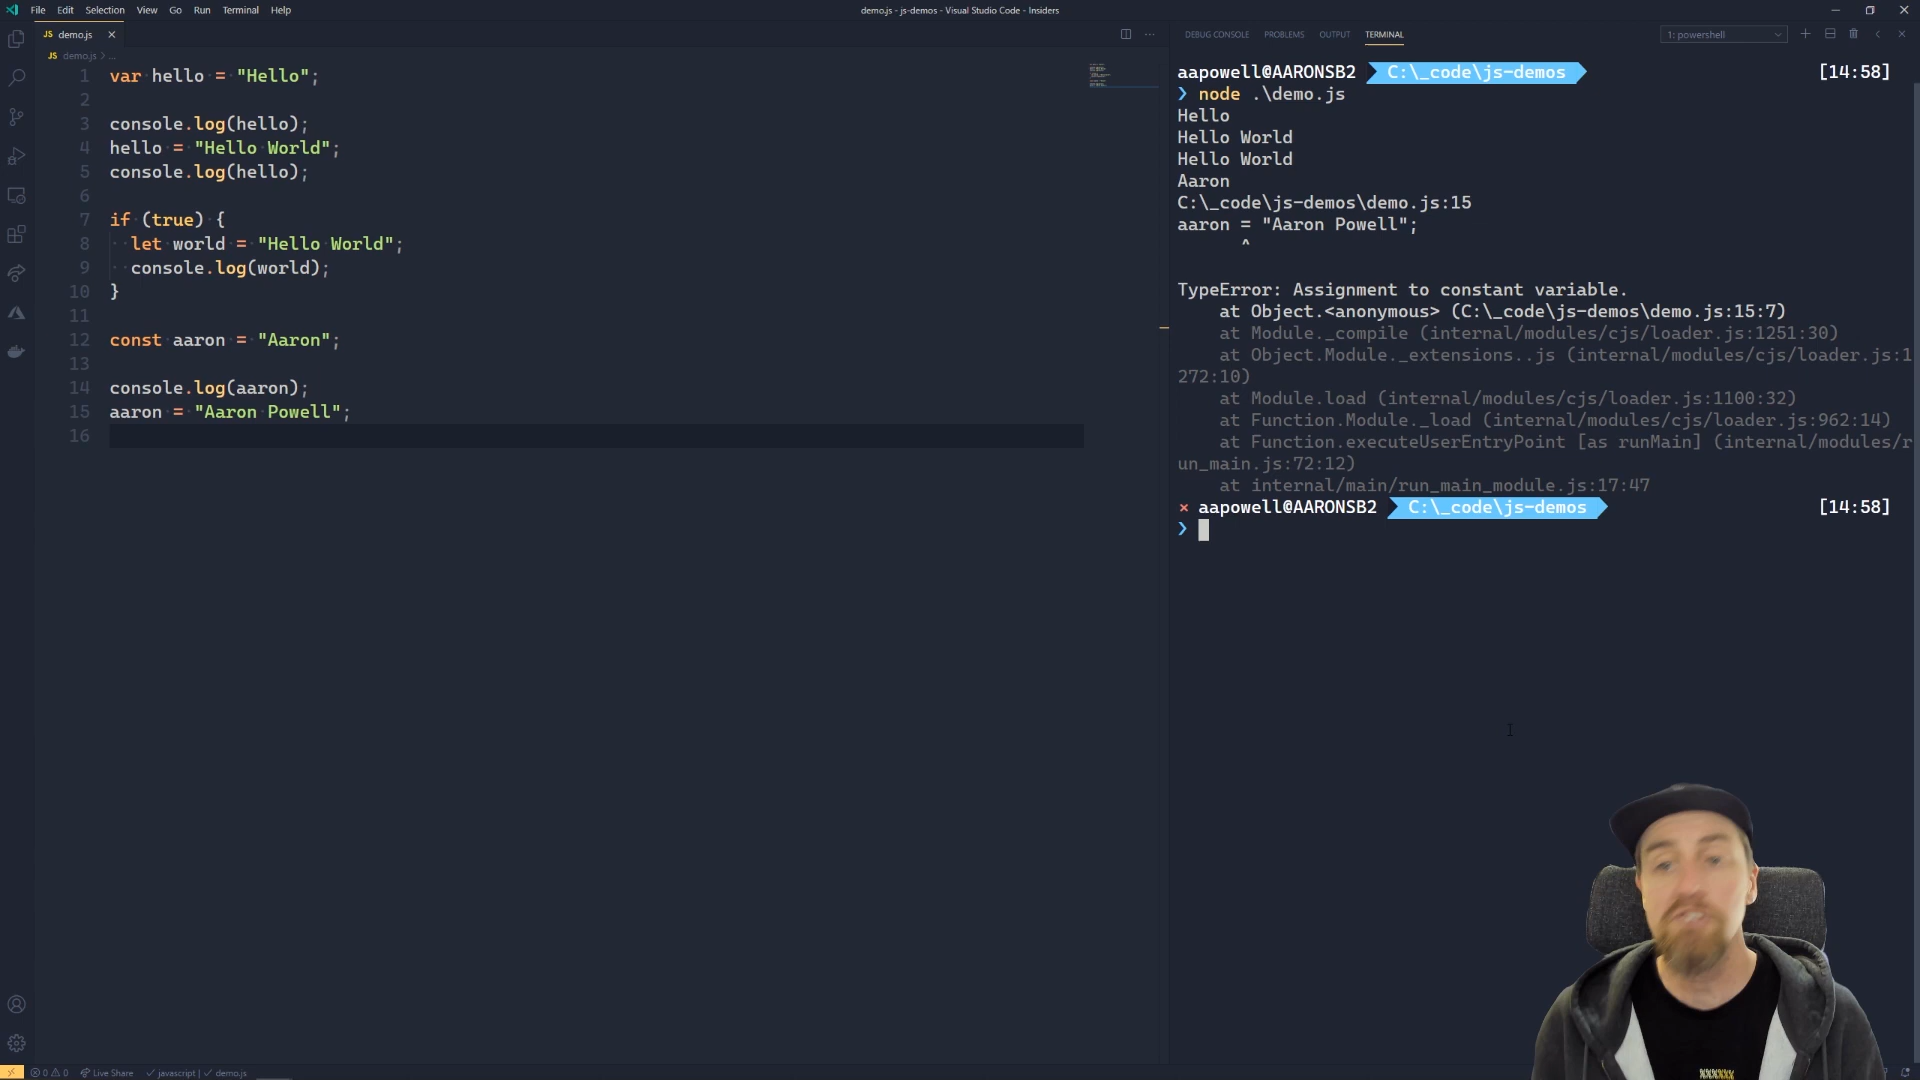 File Edit Selection View Go Run Terminal Help
demo.js - js-demos - Visual Studio Code - Insiders
JS demo.js
JS demo.js > ...
1 var hello = "Hello";
2
3 console.log(hello);
4 hello = "Hello World";
5 console.log(hello);
6
7 if (true) {
8 let world = "Hello World";
9 console.log(world);
10 }
11
12 const aaron = "Aaron";
13
14 console.log(aaron);
15 aaron = "Aaron Powell";
16
DEBUG CONSOLE PROBLEMS OUTPUT TERMINAL
1: powershell
aapowell@AARONSB2 C:\_code\js-demos [14:58]
❯ node .\demo.js
Hello
Hello World
Hello World
Aaron
C:\_code\js-demos\demo.js:15
aaron = "Aaron Powell";
^
TypeError: Assignment to constant variable.
at Object.<anonymous> (C:\_code\js-demos\demo.js:15:7)
at Module._compile (internal/modules/cjs/loader.js:1251:30)
at Object.Module._extensions..js (internal/modules/cjs/loader.js:1
272:10)
at Module.load (internal/modules/cjs/loader.js:1100:32)
at Function.Module._load (internal/modules/cjs/loader.js:962:14)
at Function.executeUserEntryPoint [as runMain] (internal/modules/r
un_main.js:72:12)
at internal/main/run_main_module.js:17:47
× aapowell@AARONSB2 C:\_code\js-demos [14:58]
❯
0 0 Live Share javascript | demo.js